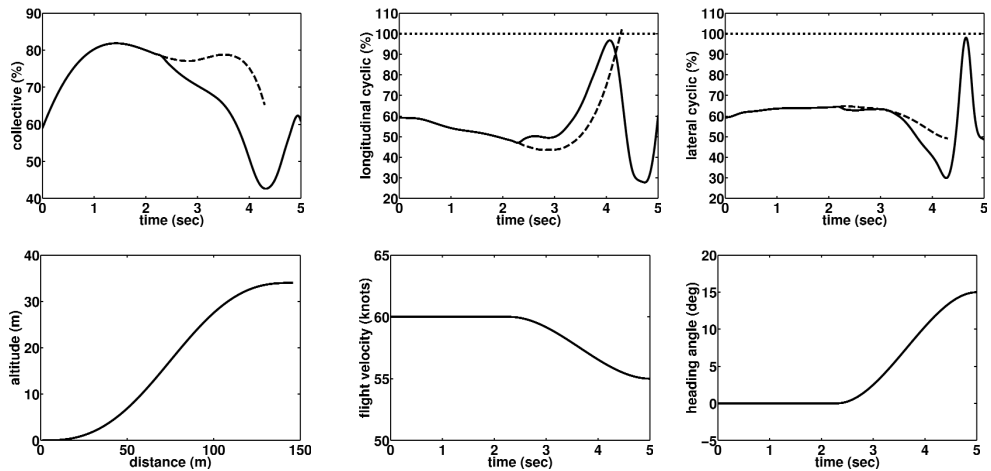 collective (%)
90
80
70
60
50
40
0 1 2 3 4 5
time (sec)
longitudinal cyclic (%)
110
100
90
80
70
60
50
40
30
20
0 1 2 3 4 5
time (sec)
lateral cyclic (%)
110
100
90
80
70
60
50
40
30
20
0 1 2 3 4 5
time (sec)
altitude (m)
40
30
20
10
0
0 50 100 150
distance (m)
flight velocity (knots)
65
60
55
50
0 1 2 3 4 5
time (sec)
heading angle (deg)
20
15
10
5
0
−5
0 1 2 3 4 5
time (sec)